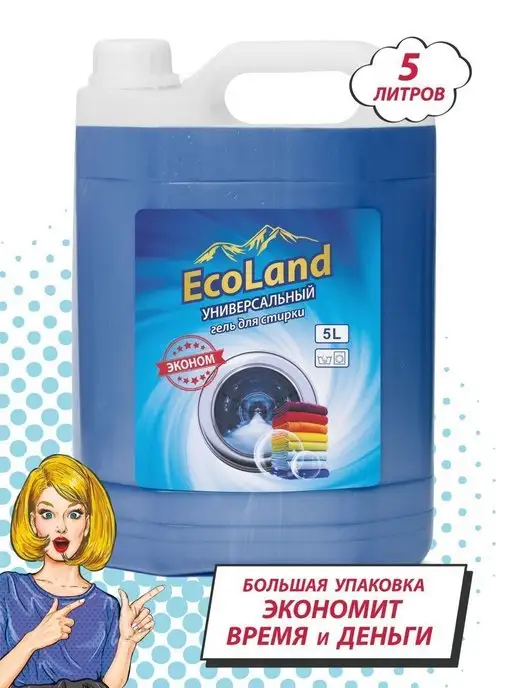 5
ЛИТРОВ
EcoLand
УНИВЕРСАЛЬНЫЙ
гель для стирки
5L
ЭКОНОМ
БОЛЬШАЯ УПАКОВКА
ЭКОНОМИТ
ВРЕМЯ и ДЕНЬГИ